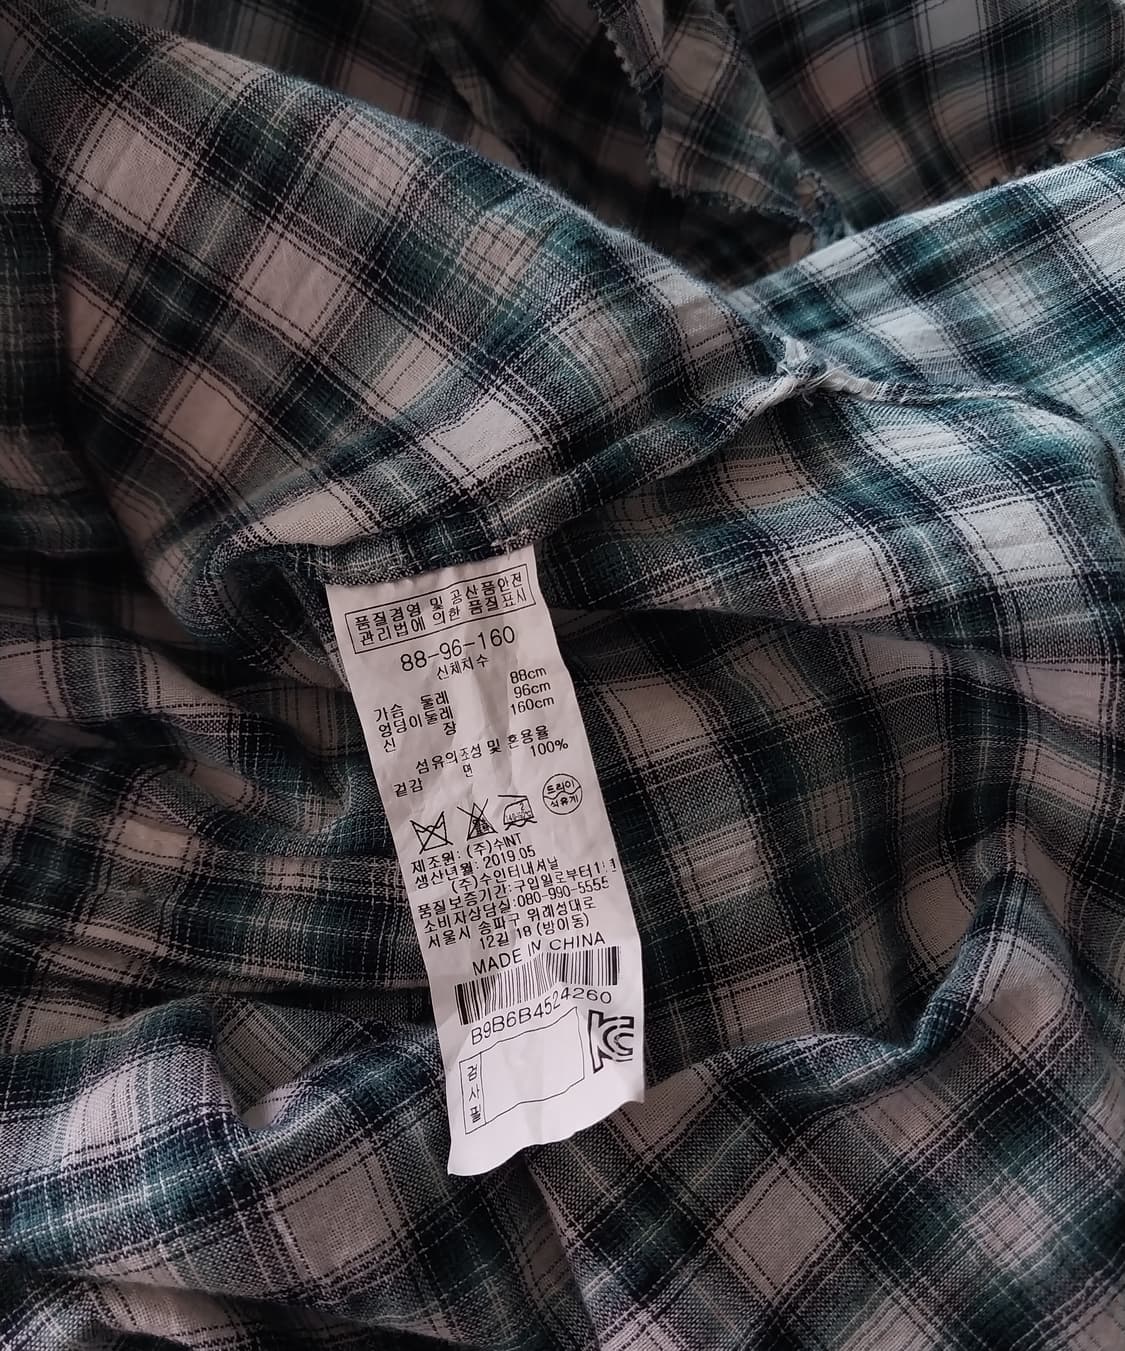 품질경영 및 공산품안전
관리법에 의한 품질표시
88-96-160
신체치수
가슴 둘레 88cm
엉덩이둘레 96cm
신 장 160cm
섬유의조성 및 혼용율
겉감 면 100%
드라이
석유계
제조원: (주)수INT
생산년월: 2019.05
(주)수인터내셔널
품질보증기간:구입일로부터1년
소비자상담실:080-990-5555
서울시 송파구 위례성대로
12길 18 (방이동)
MADE IN CHINA
B9B6B4524260
검사필
KC